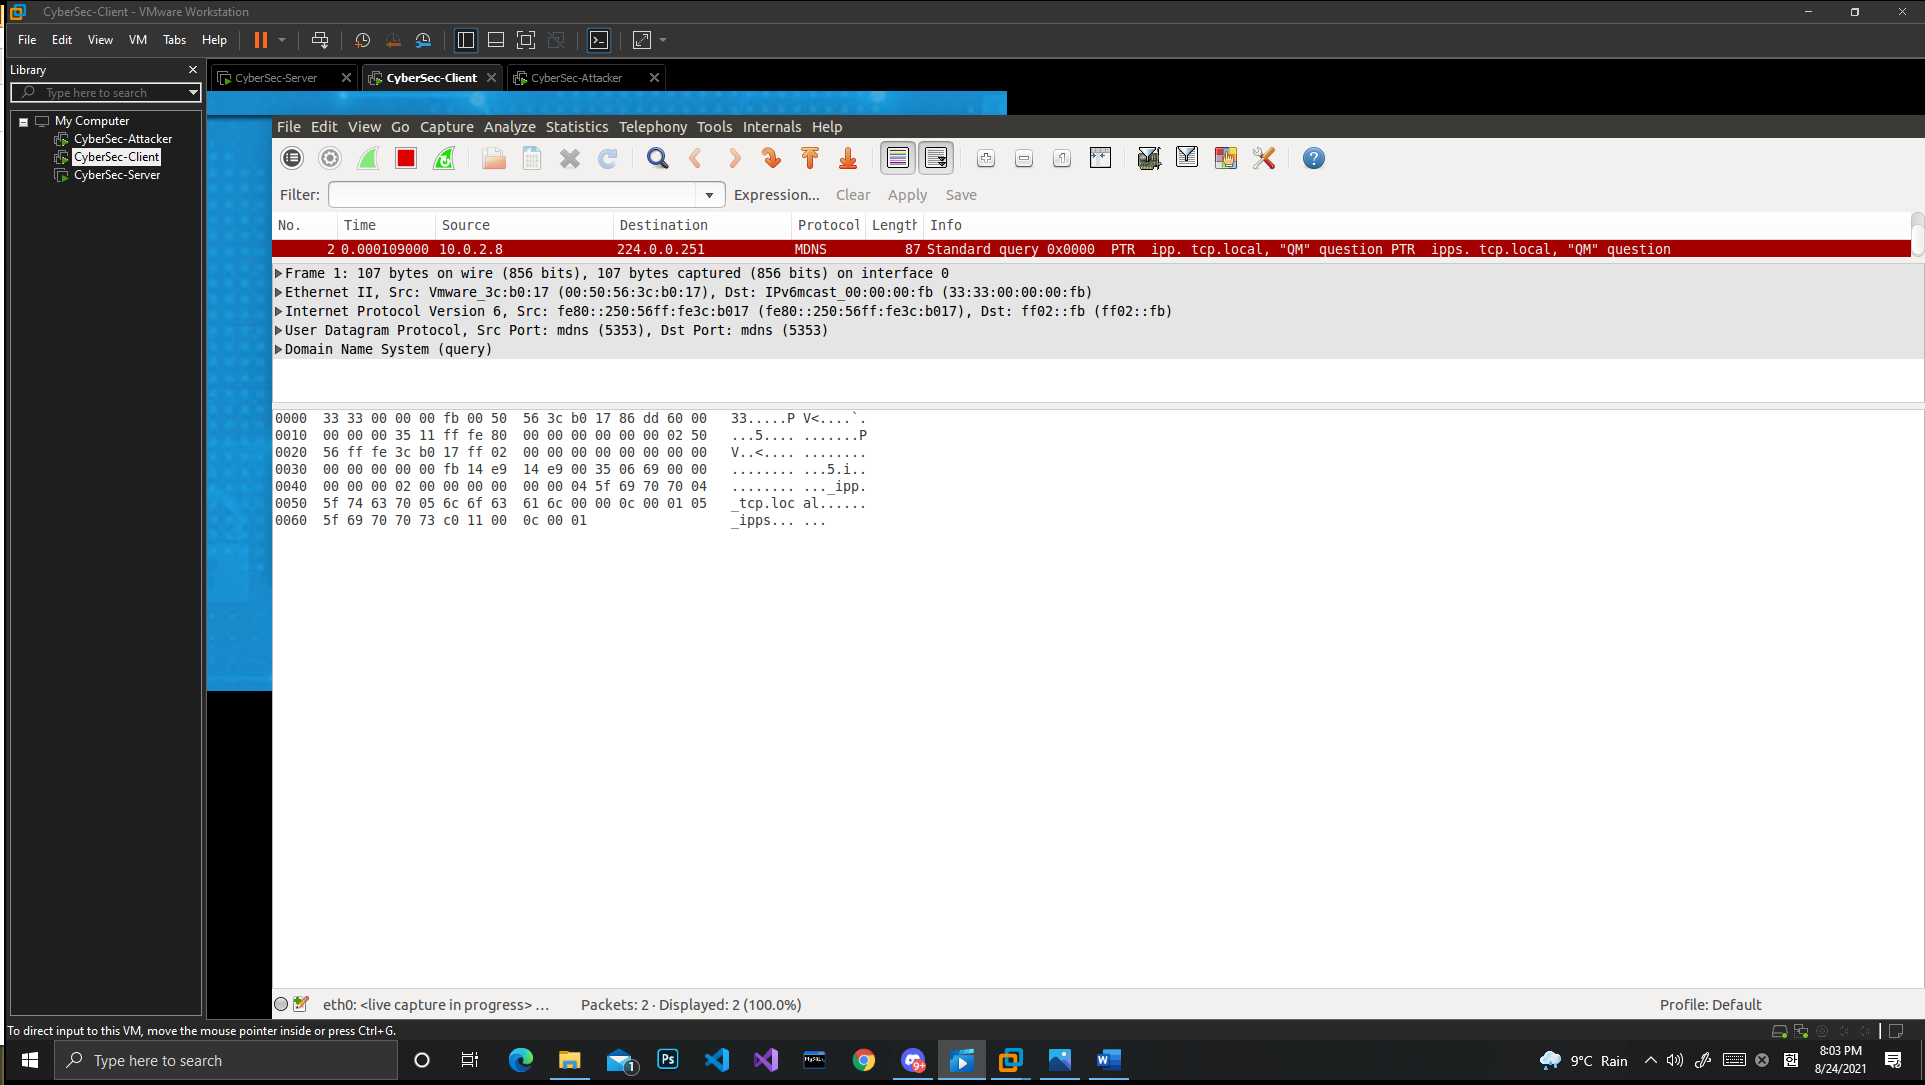 CyberSec-Client - VMware Workstation
File Edit View VM Tabs Help
Library
Type here to search
My Computer
CyberSec-Attacker
CyberSec-Client
CyberSec-Server
CyberSec-Server CyberSec-Client CyberSec-Attacker
File Edit View Go Capture Analyze Statistics Telephony Tools Internals Help
Filter: Expression... Clear Apply Save
No. Time Source Destination Protocol Length Info
2 0.000109000 10.0.2.8 224.0.0.251 MDNS 87 Standard query 0x0000 PTR _ipp._tcp.local, "QM" question PTR _ipps._tcp.local, "QM" question
Frame 1: 107 bytes on wire (856 bits), 107 bytes captured (856 bits) on interface 0
Ethernet II, Src: Vmware_3c:b0:17 (00:50:56:3c:b0:17), Dst: IPv6mcast_00:00:00:fb (33:33:00:00:00:fb)
Internet Protocol Version 6, Src: fe80::250:56ff:fe3c:b017 (fe80::250:56ff:fe3c:b017), Dst: ff02::fb (ff02::fb)
User Datagram Protocol, Src Port: mdns (5353), Dst Port: mdns (5353)
Domain Name System (query)
0000 33 33 00 00 00 fb 00 50 56 3c b0 17 86 dd 60 00 33.....P V<....`.
0010 00 00 00 35 11 ff fe 80 00 00 00 00 00 00 02 50 ...5.... .......P
0020 56 ff fe 3c b0 17 ff 02 00 00 00 00 00 00 00 00 V..<.... ........
0030 00 00 00 00 00 fb 14 e9 14 e9 00 35 06 69 00 00 ........ ...5.i..
0040 00 00 00 02 00 00 00 00 00 00 04 5f 69 70 70 04 ........ ..._ipp.
0050 5f 74 63 70 05 6c 6f 63 61 6c 00 00 0c 00 01 05 _tcp.loc al......
0060 5f 69 70 70 73 c0 11 00 0c 00 01 _ipps... ...
eth0: <live capture in progress> ... Packets: 2 · Displayed: 2 (100.0%) Profile: Default
To direct input to this VM, move the mouse pointer inside or press Ctrl+G.
Type here to search
1
Ps
MySQL
9+
9°C Rain
8:03 PM
8/24/2021